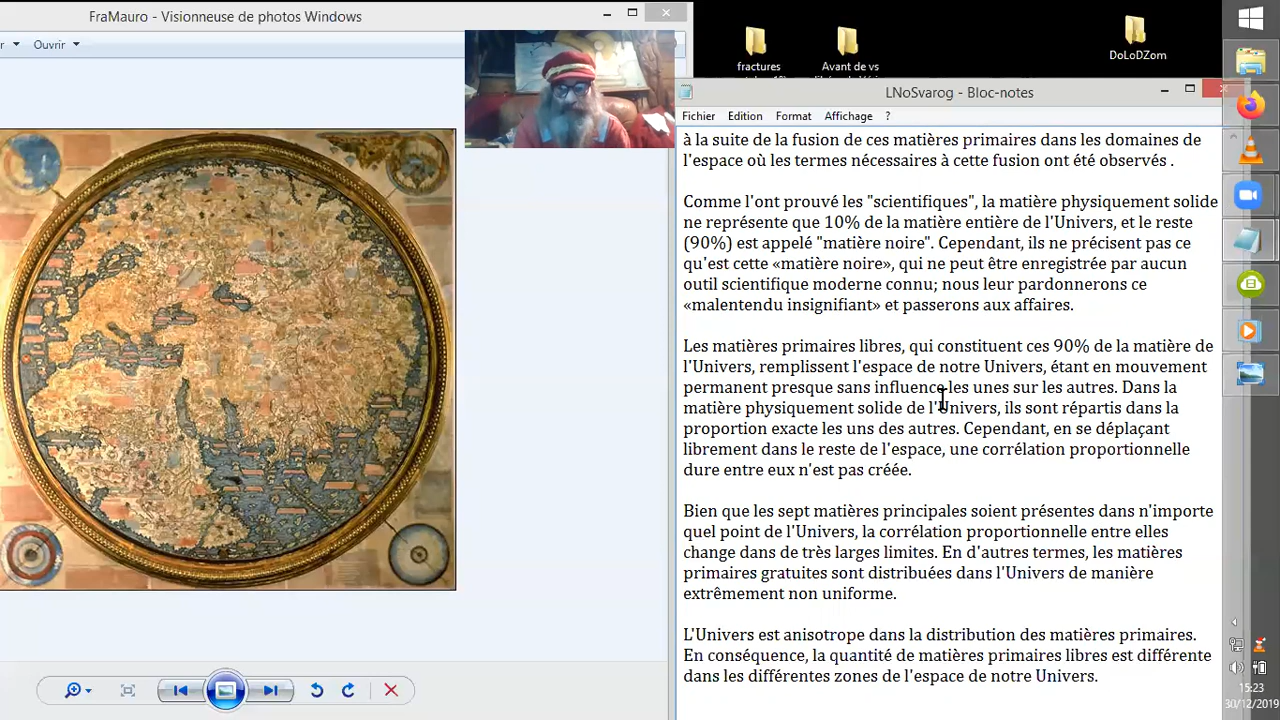 FraMauro - Visionneuse de photos Windows
r Ouvrir
fractures
Avant de vs
DoLoDZom
LNoSvarog - Bloc-notes
Fichier Edition Format Affichage ?
à la suite de la fusion de ces matières primaires dans les domaines de
l'espace où les termes nécessaires à cette fusion ont été observés .
Comme l'ont prouvé les "scientifiques", la matière physiquement solide
ne représente que 10% de la matière entière de l'Univers, et le reste
(90%) est appelé "matière noire". Cependant, ils ne précisent pas ce
qu'est cette «matière noire», qui ne peut être enregistrée par aucun
outil scientifique moderne connu; nous leur pardonnerons ce
«malentendu insignifiant» et passerons aux affaires.
Les matières primaires libres, qui constituent ces 90% de la matière de
l'Univers, remplissent l'espace de notre Univers, étant en mouvement
permanent presque sans influence les unes sur les autres. Dans la
matière physiquement solide de l'Univers, ils sont répartis dans la
proportion exacte les uns des autres. Cependant, en se déplaçant
librement dans le reste de l'espace, une corrélation proportionnelle
dure entre eux n'est pas créée.
Bien que les sept matières principales soient présentes dans n'importe
quel point de l'Univers, la corrélation proportionnelle entre elles
change dans de très larges limites. En d'autres termes, les matières
primaires gratuites sont distribuées dans l'Univers de manière
extrêmement non uniforme.
L'Univers est anisotrope dans la distribution des matières primaires.
En conséquence, la quantité de matières primaires libres est différente
dans les différentes zones de l'espace de notre Univers.
15:23
30/12/2019